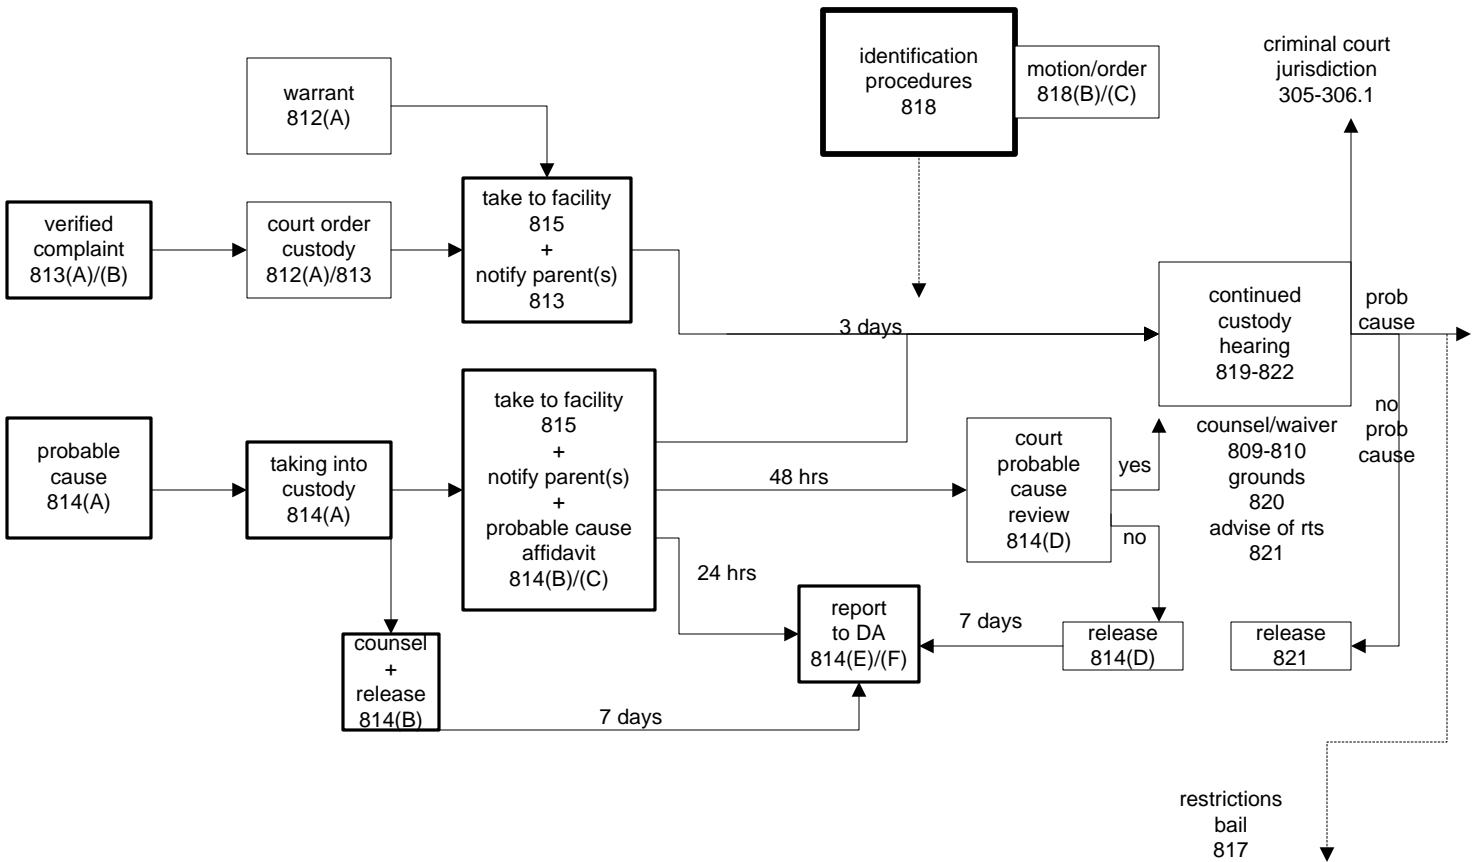 identification
procedures
818
motion/order
818(B)/(C)
criminal court
jurisdiction
305-306.1
warrant
812(A)
verified
complaint
813(A)/(B)
court order
custody
812(A)/813
take to facility
815
+
notify parent(s)
813
3 days
continued
custody
hearing
819-822
prob
cause
no
prob
cause
counsel/waiver
809-810
grounds
820
advise of rts
821
probable
cause
814(A)
taking into
custody
814(A)
take to facility
815
+
notify parent(s)
+
probable cause
affidavit
814(B)/(C)
48 hrs
court
probable
cause
review
814(D)
yes
no
24 hrs
counsel
+
release
814(B)
report
to DA
814(E)/(F)
7 days
release
814(D)
release
821
7 days
restrictions
bail
817